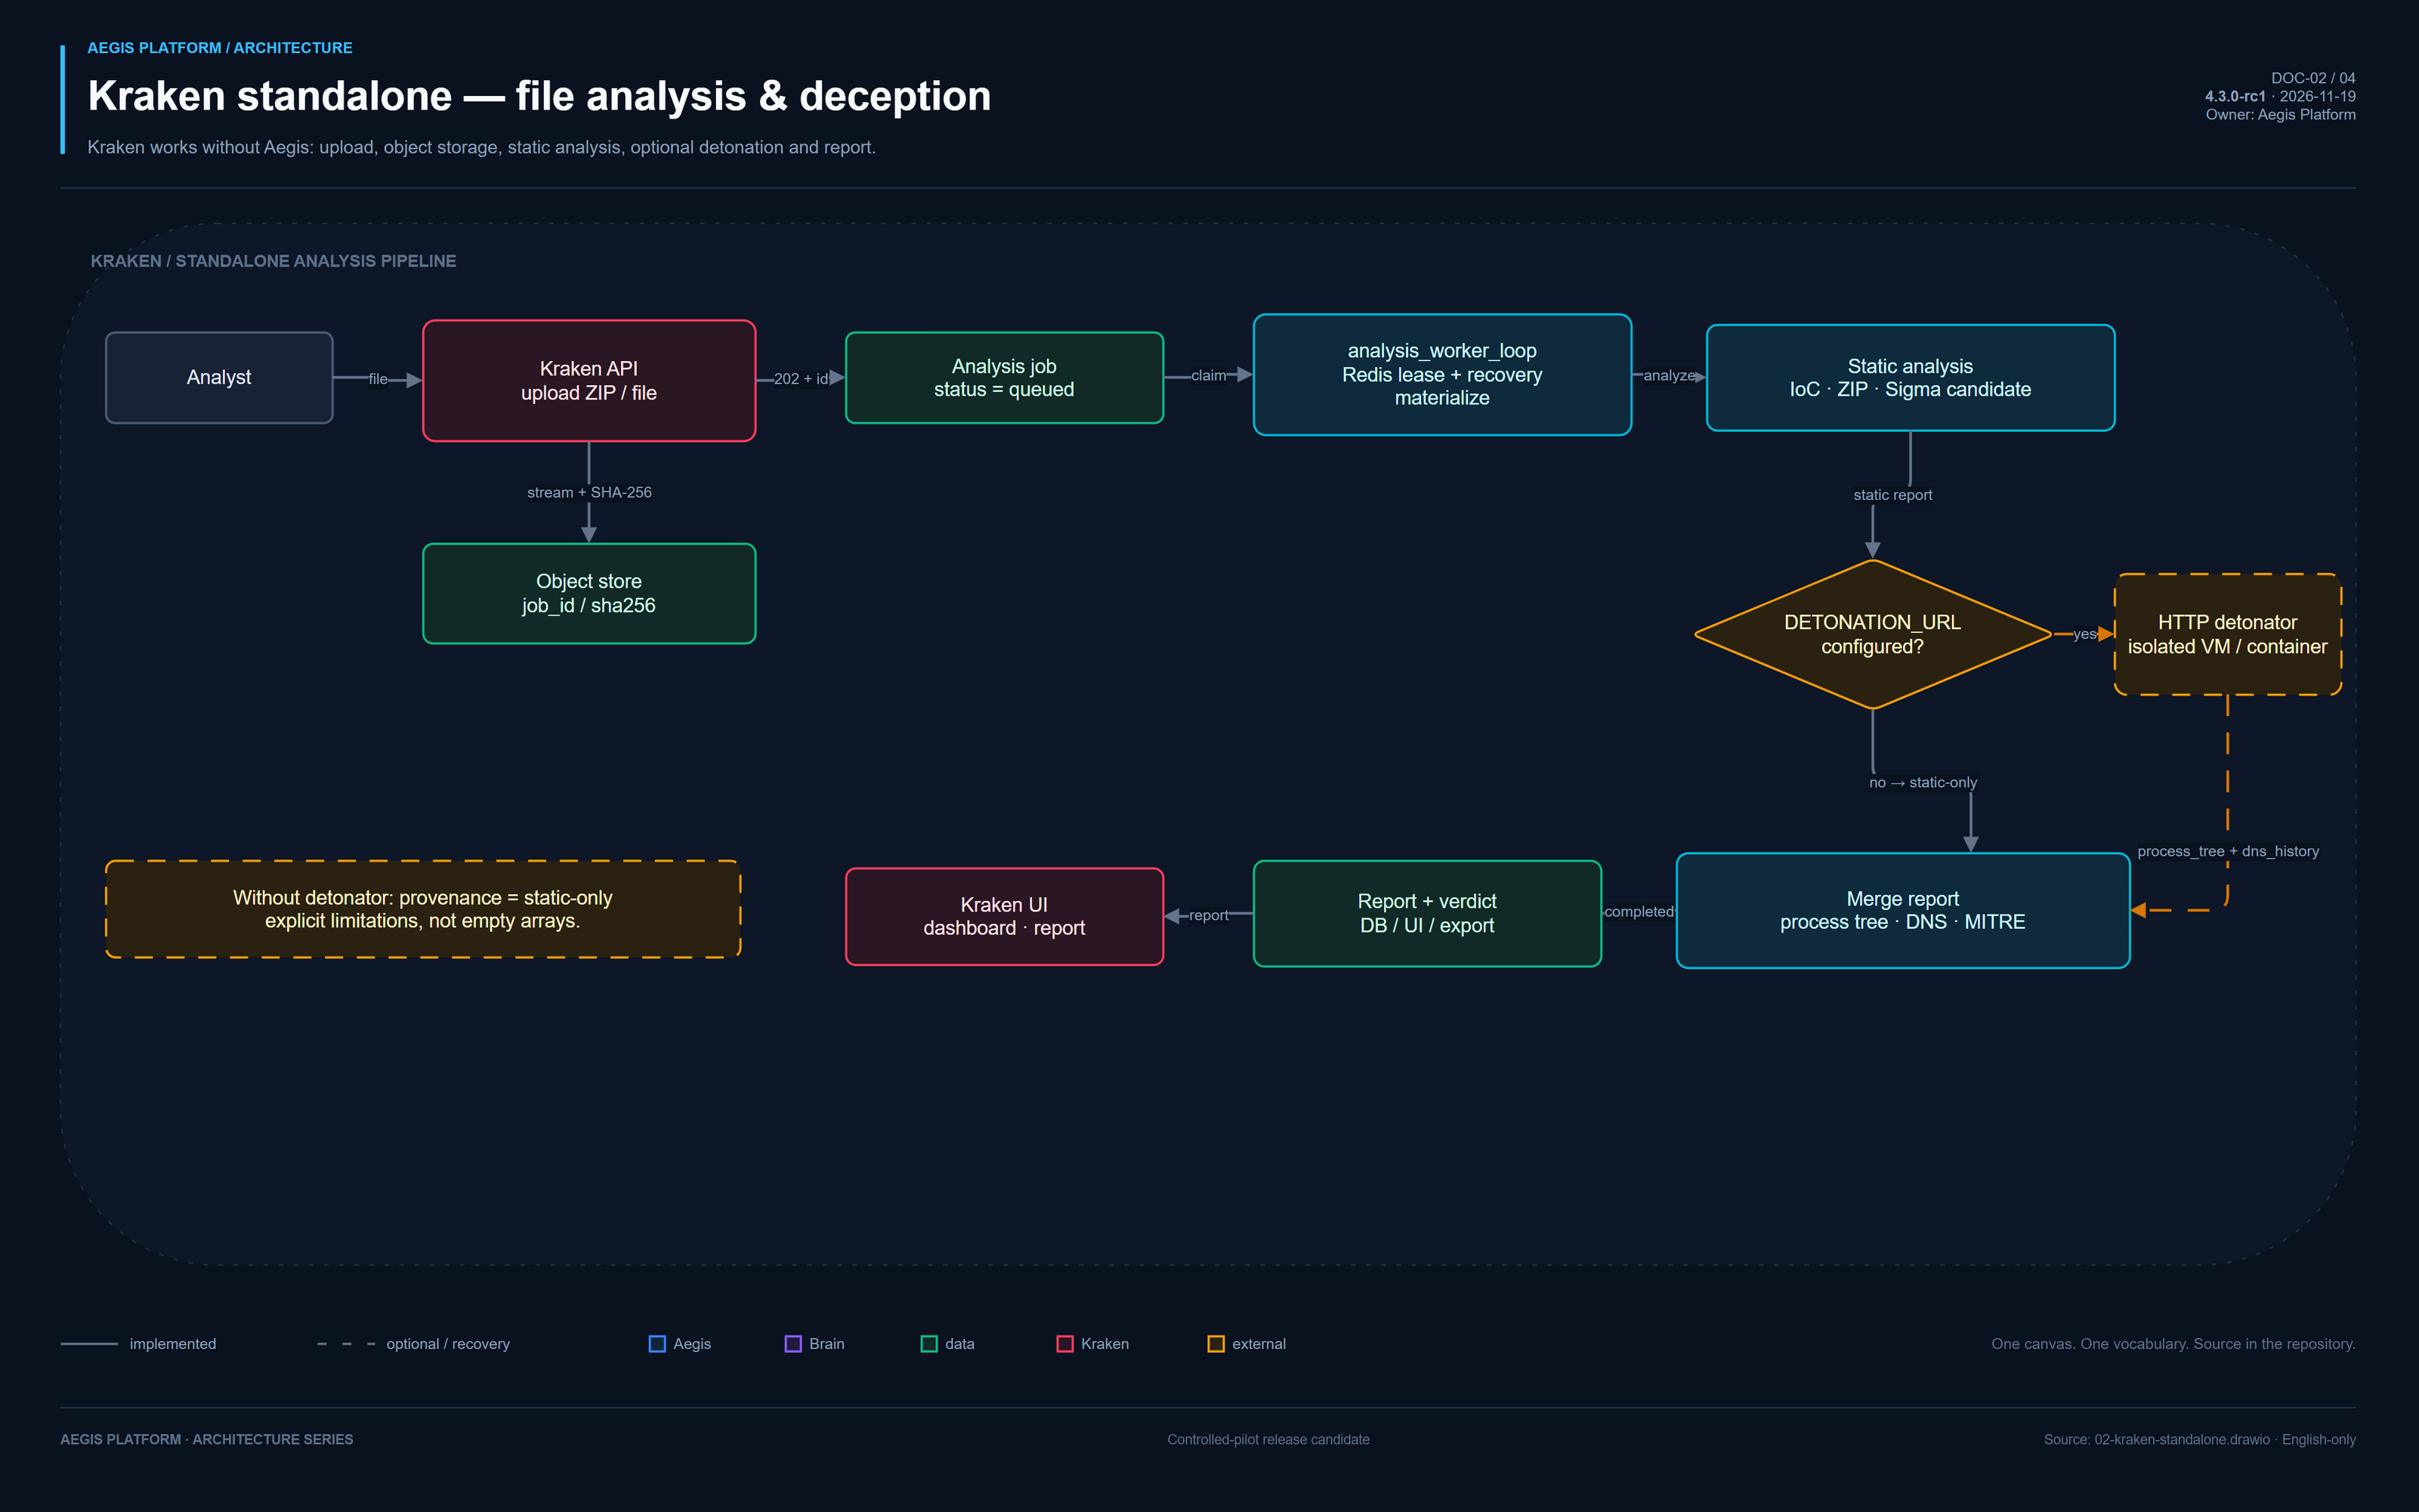 AEGIS PLATFORM / ARCHITECTURE
Kraken standalone — file analysis & deception
Kraken works without Aegis: upload, object storage, static analysis, optional detonation and report.
DOC-02 / 04
4.3.0-rc1 · 2026-11-19
Owner: Aegis Platform
KRAKEN / STANDALONE ANALYSIS PIPELINE
Analyst
file
Kraken API
upload ZIP / file
202 + id
Analysis job
status = queued
claim
analysis_worker_loop
Redis lease + recovery
materialize
analyze
Static analysis
IoC · ZIP · Sigma candidate
stream + SHA-256
static report
Object store
job_id / sha256
DETONATION_URL
configured?
yes
HTTP detonator
isolated VM / container
no → static-only
process_tree + dns_history
Without detonator: provenance = static-only
explicit limitations, not empty arrays.
Kraken UI
dashboard · report
report
Report + verdict
DB / UI / export
completed
Merge report
process tree · DNS · MITRE
implemented
optional / recovery
Aegis
Brain
data
Kraken
external
One canvas. One vocabulary. Source in the repository.
AEGIS PLATFORM · ARCHITECTURE SERIES
Controlled-pilot release candidate
Source: 02-kraken-standalone.drawio · English-only